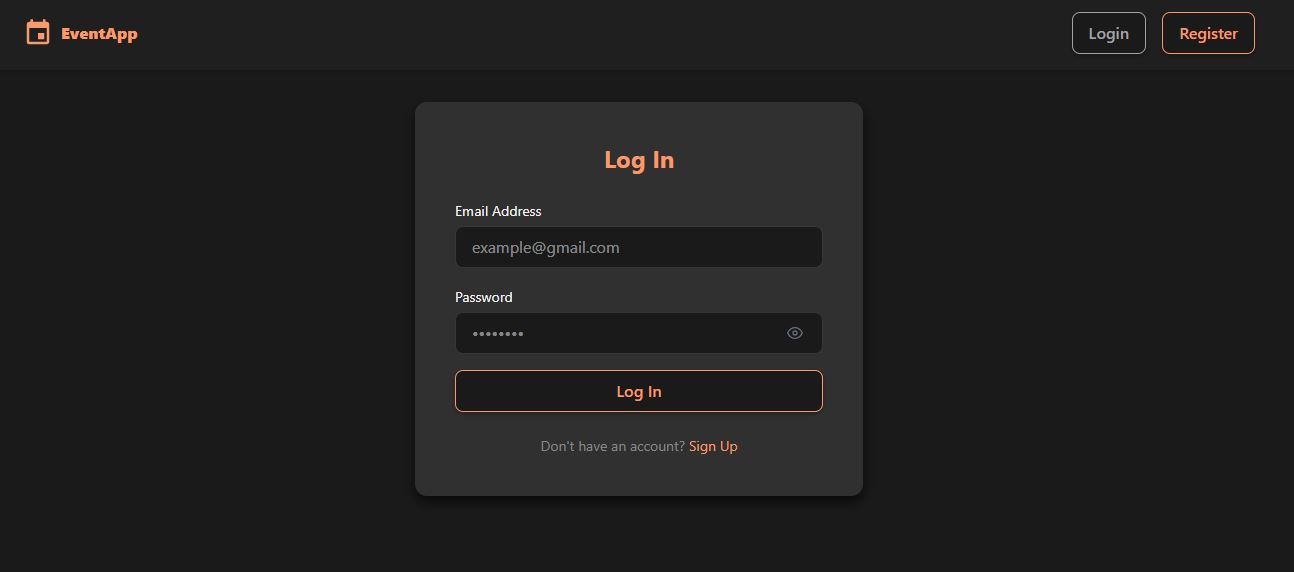 EventApp
Login
Register
Log In
Email Address
example@gmail.com
Password
••••••••
Log In
Don't have an account? Sign Up